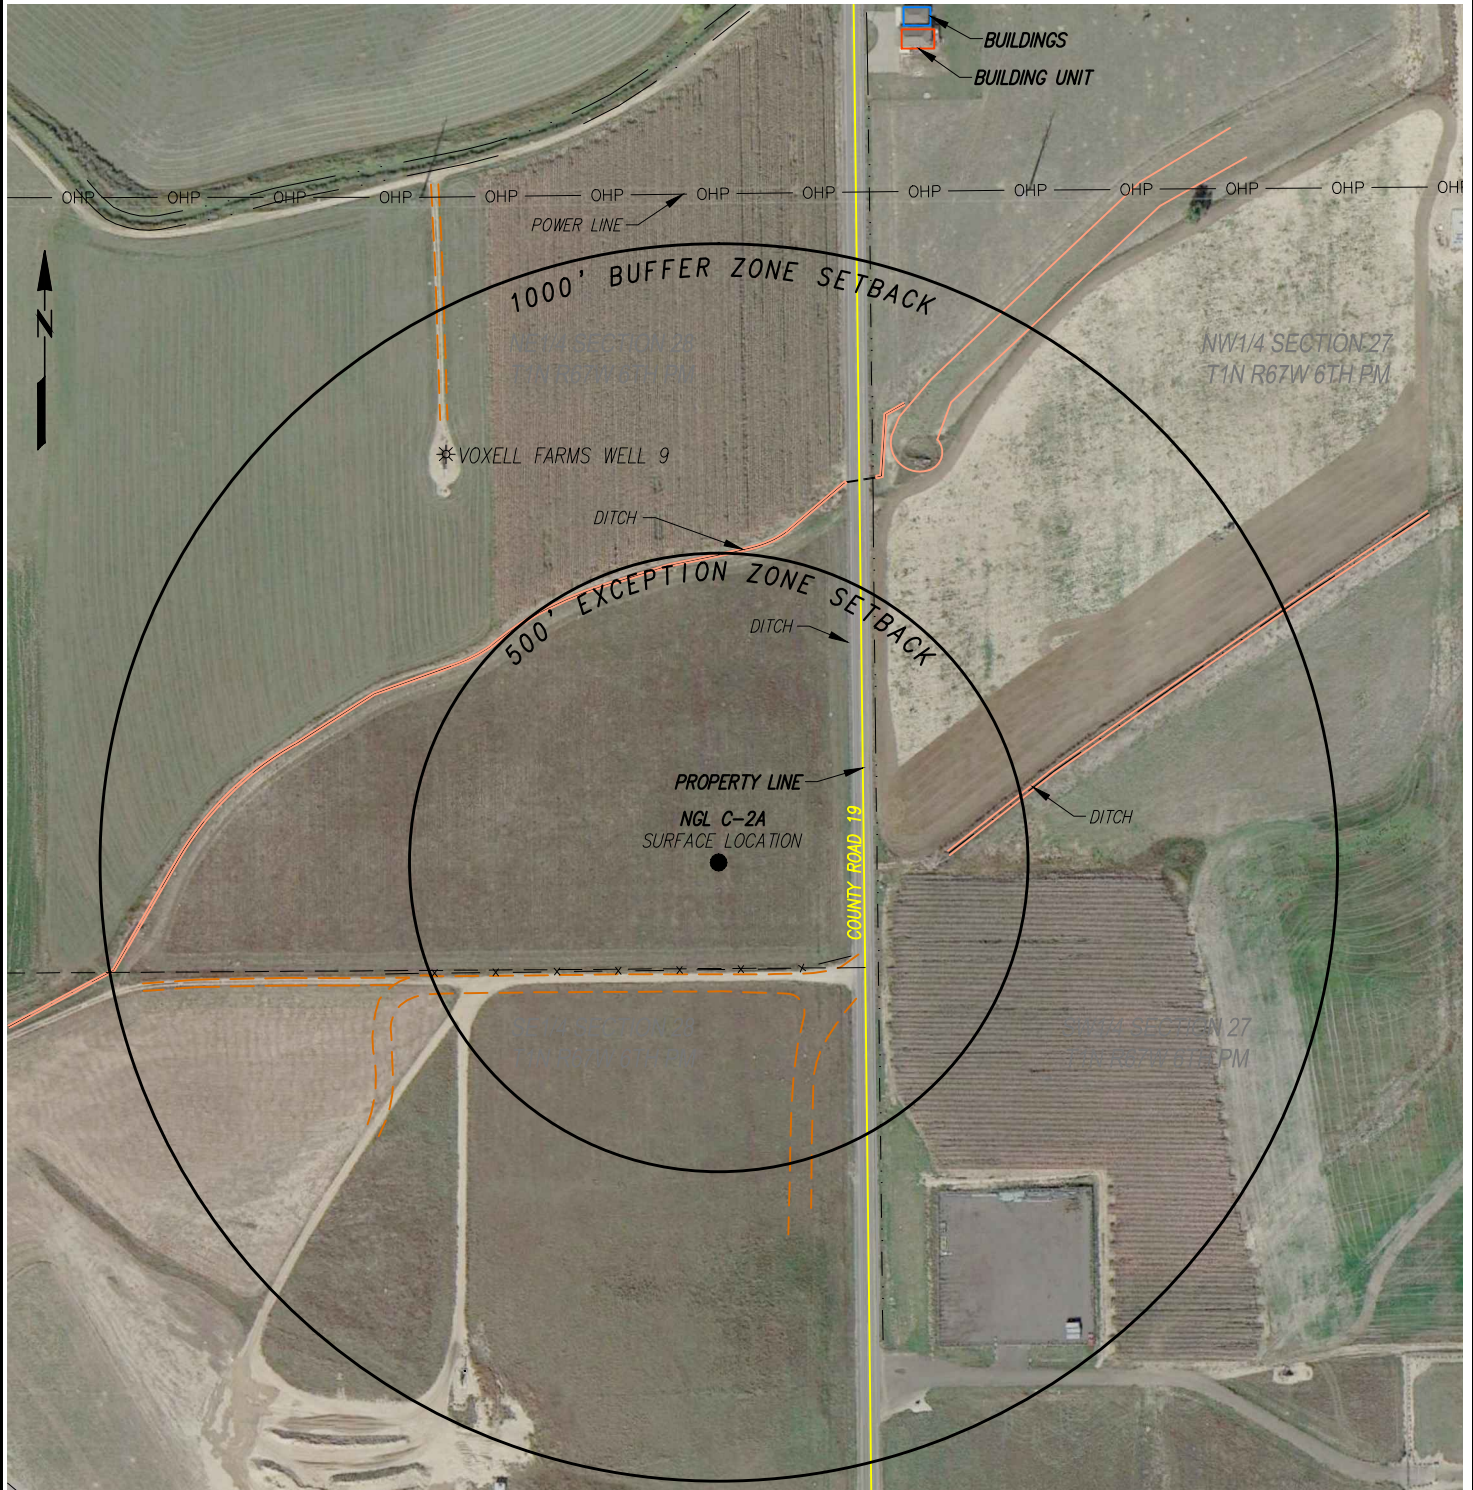 BUILDINGS
BUILDING UNIT
OHP OHP OHP OHP OHP OHP OHP OHP OHP OHP OHP OHP OHP
POWER LINE
1000' BUFFER ZONE SETBACK
N
NW1/4 SECTION 27
T1N R67W 6TH PM
VOXELL FARMS WELL 9
DITCH
500' EXCEPTION ZONE SETBACK
DITCH
PROPERTY LINE
NGL C-2A
SURFACE LOCATION
DITCH
COUNTY ROAD 19
X X X X X X X
27
PM